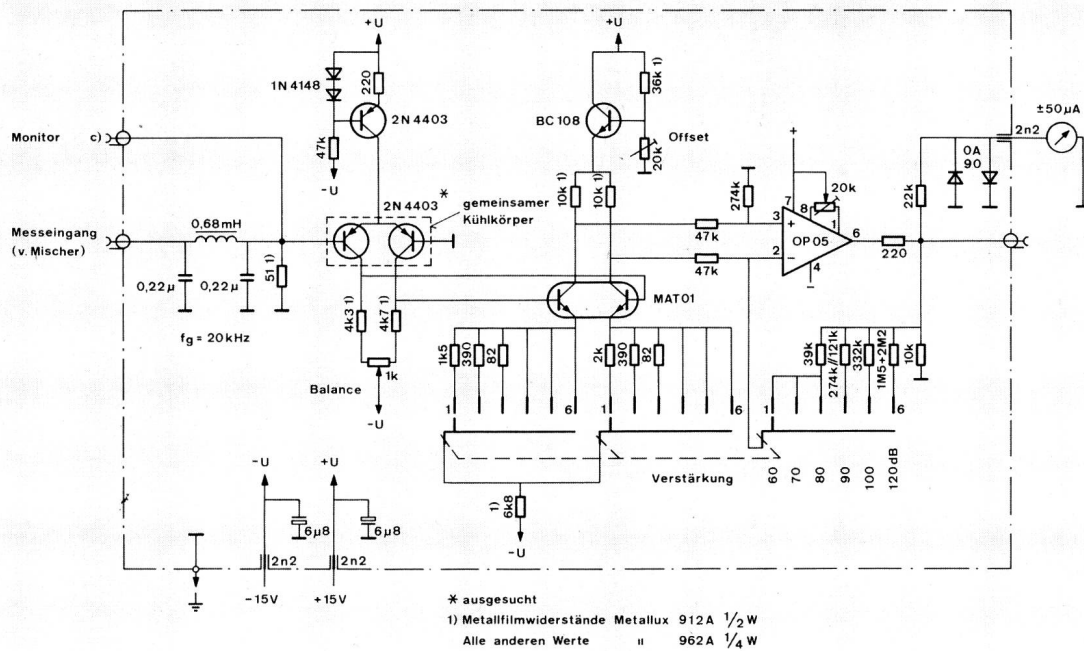 +U
+U
1N 4148
220
36k 1)
±50µA
2N 4403
BC 108
Monitor c)
Offset
2n2
0A
90
47k
20k
-U
+
20k
22k
2N 4403
*
gemeinsamer
Kühlkörper
10k 1)
10k 1)
274k
7
8
0,68mH
3
+
1
Messeingang
(v. Mischer)
47k
OP 05
6
2
-
4
220
51 1)
47k
-
0,22µ
0,22µ
MAT01
4k3 1)
4k7 1)
fg = 20kHz
1k5
390
82
2k
390
82
39k
274k//121k
332k
1M5+2M2
10k
1k
Balance
1
6
1
6
1
6
-U
-U
+U
Verstärkung
60
70
80
90
100
120dB
1)
6k8
6µ8
6µ8
-U
2n2
2n2
-15V
+15V
* ausgesucht
1) Metallfilmwiderstände Metallux 912A 1/2 W
Alle anderen Werte " 962A 1/4 W